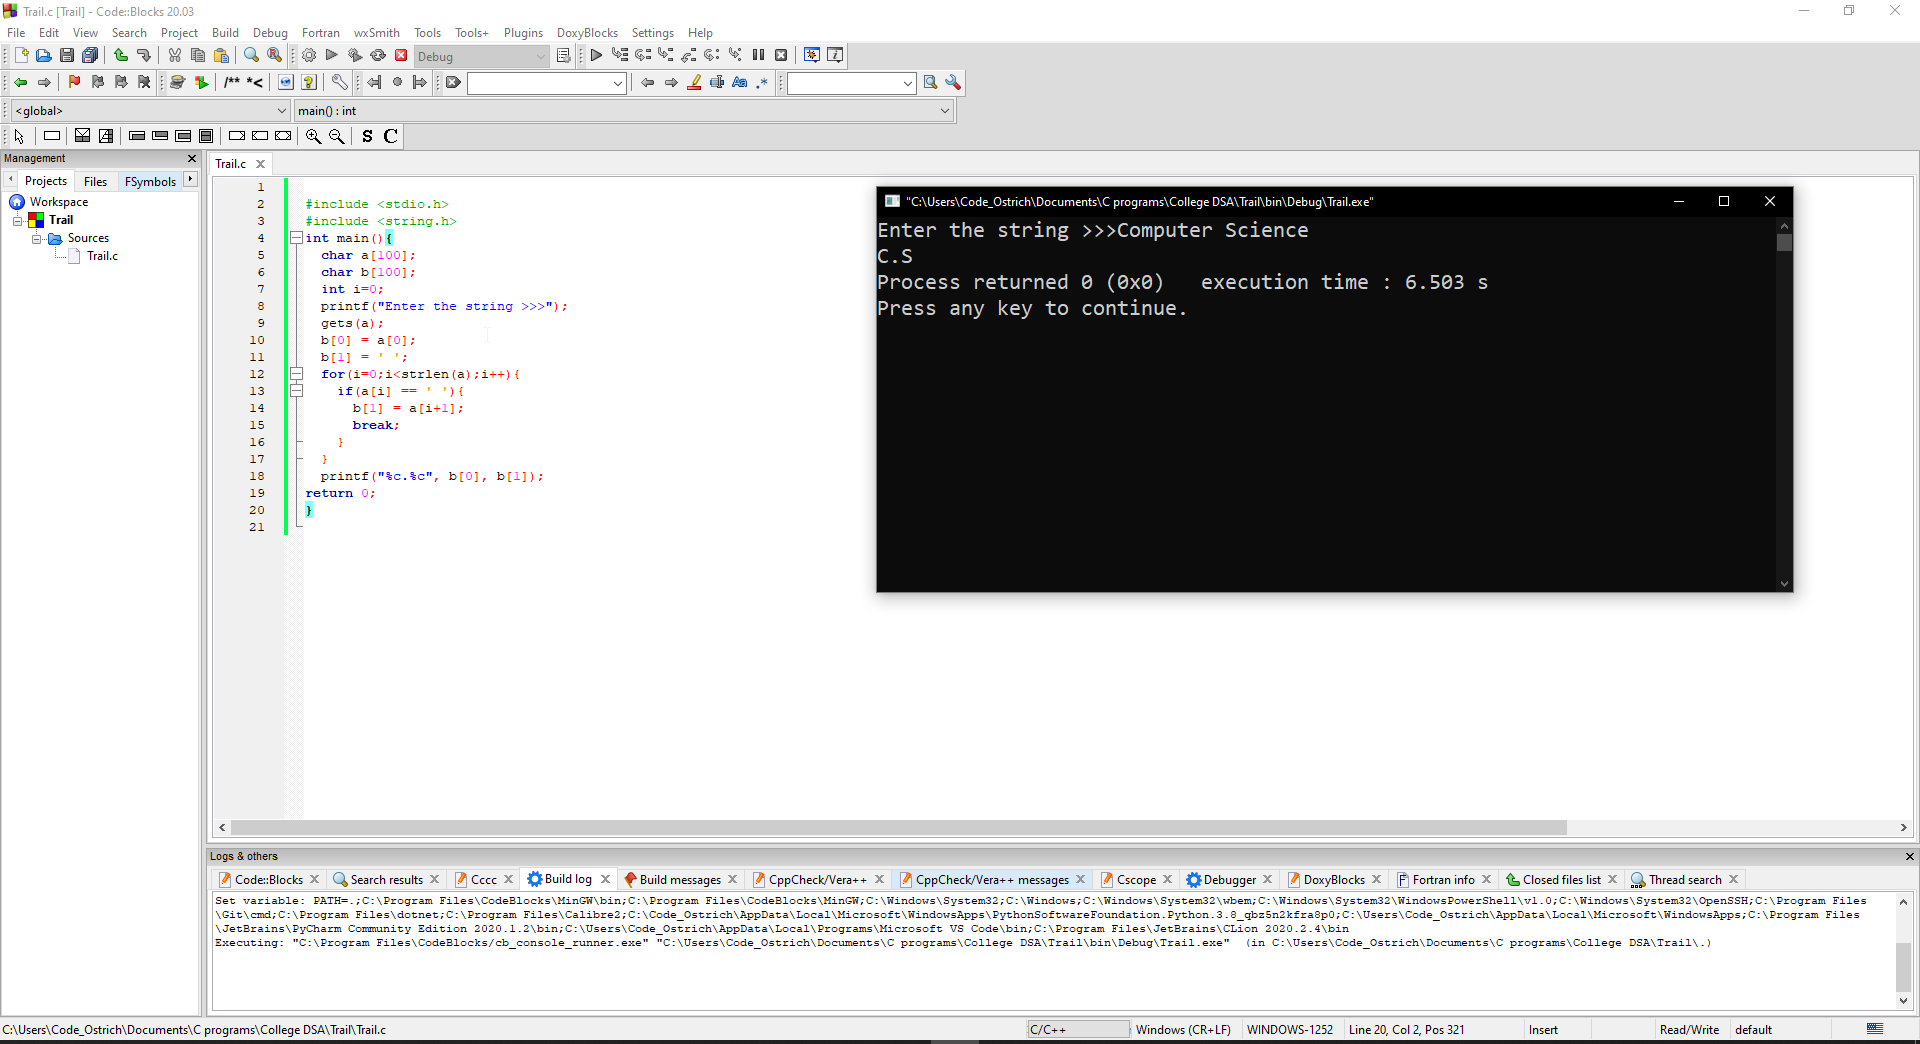 Trail.c [Trail] - Code::Blocks 20.03
File Edit View Search Project Build Debug Fortran wxSmith Tools Tools+ Plugins DoxyBlocks Settings Help
Debug
/** *<
Aa .*
<global> main() : int
S C
Management
Projects Files FSymbols
Workspace
Trail
Sources
Trail.c
Trail.c
1
2 #include <stdio.h>
3 #include <string.h>
4 int main(){
5 char a[100];
6 char b[100];
7 int i=0;
8 printf("Enter the string >>>");
9 gets(a);
10 b[0] = a[0];
11 b[1] = ' ';
12 for(i=0;i<strlen(a);i++){
13 if(a[i] == ' '){
14 b[1] = a[i+1];
15 break;
16 }
17 }
18 printf("%c.%c", b[0], b[1]);
19 return 0;
20 }
21
"C:\Users\Code_Ostrich\Documents\C programs\College DSA\Trail\bin\Debug\Trail.exe"
Enter the string >>>Computer Science
C.S
Process returned 0 (0x0) execution time : 6.503 s
Press any key to continue.
Logs & others
Code::Blocks Search results Cccc Build log Build messages CppCheck/Vera++ CppCheck/Vera++ messages Cscope Debugger DoxyBlocks Fortran info Closed files list Thread search
Set variable: PATH=.;C:\Program Files\CodeBlocks\MinGW\bin;C:\Program Files\CodeBlocks\MinGW;C:\Windows\System32;C:\Windows;C:\Windows\System32\wbem;C:\Windows\System32\WindowsPowerShell\v1.0;C:\Windows\System32\OpenSSH;C:\Program Files
\Git\cmd;C:\Program Files\dotnet;C:\Program Files\Calibre2;C:\Code_Ostrich\AppData\Local\Microsoft\WindowsApps\PythonSoftwareFoundation.Python.3.8_qbz5n2kfra8p0;C:\Users\Code_Ostrich\AppData\Local\Microsoft\WindowsApps;C:\Program Files
\JetBrains\PyCharm Community Edition 2020.1.2\bin;C:\Users\Code_Ostrich\AppData\Local\Programs\Microsoft VS Code\bin;C:\Program Files\JetBrains\CLion 2020.2.4\bin
Executing: "C:\Program Files\CodeBlocks/cb_console_runner.exe" "C:\Users\Code_Ostrich\Documents\C programs\College DSA\Trail\bin\Debug\Trail.exe" (in C:\Users\Code_Ostrich\Documents\C programs\College DSA\Trail\.)
C:\Users\Code_Ostrich\Documents\C programs\College DSA\Trail\Trail.c C/C++ Windows (CR+LF) WINDOWS-1252 Line 20, Col 2, Pos 321 Insert Read/Write default